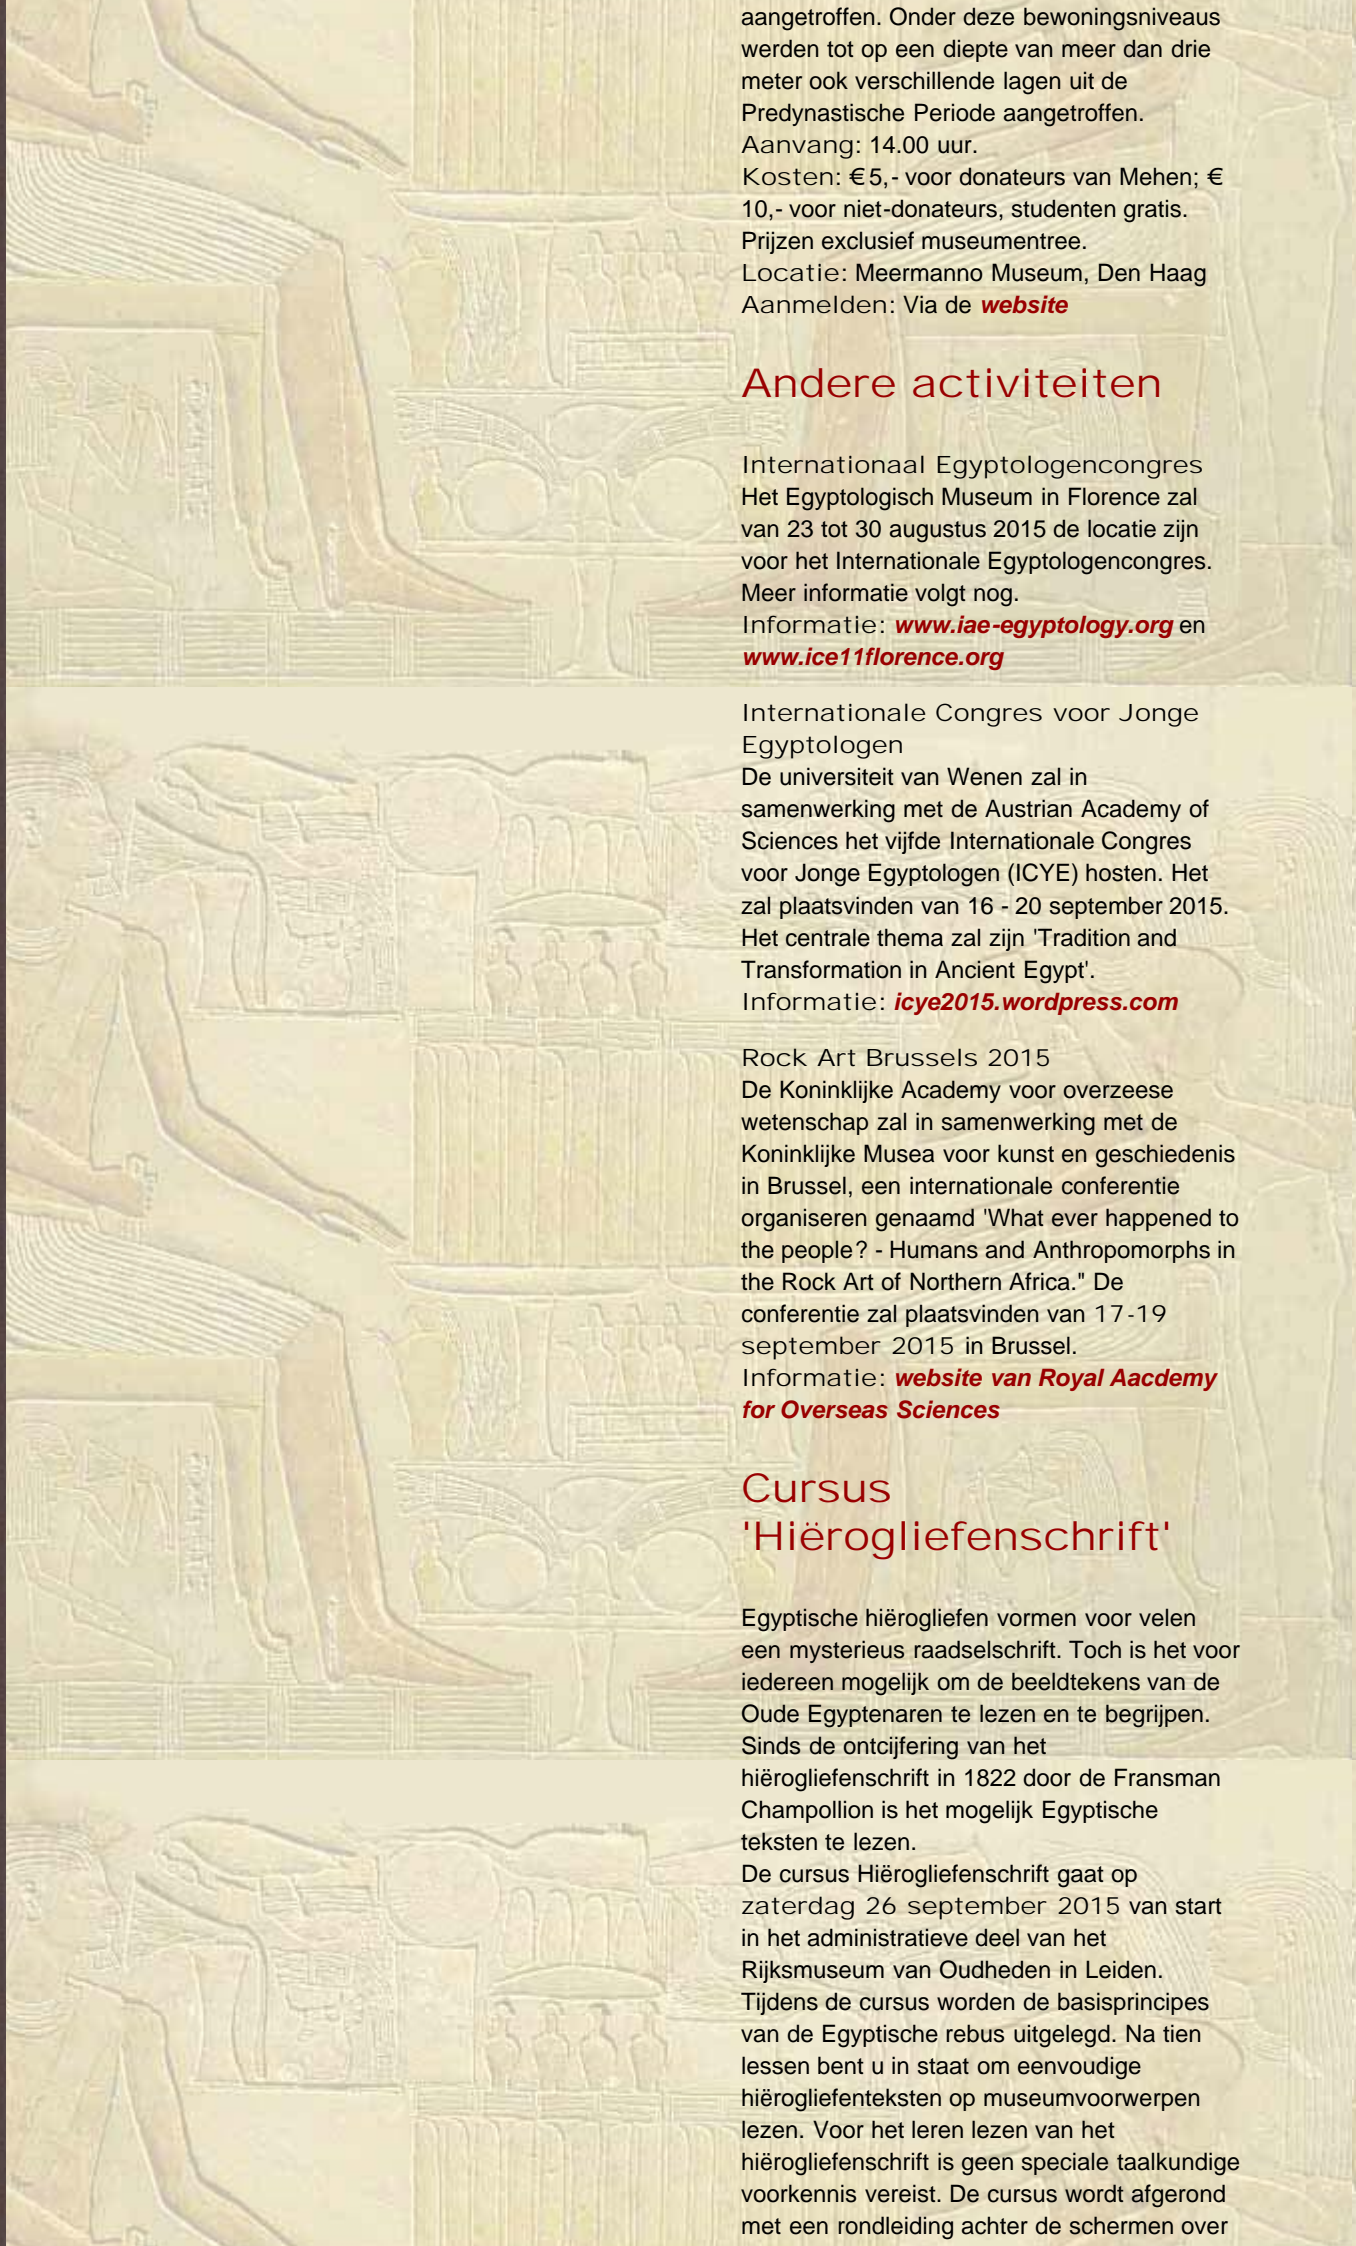 aangetroffen. Onder deze bewoningsniveaus
werden tot op een diepte van meer dan drie
meter ook verschillende lagen uit de
Predynastische Periode aangetroffen.
Aanvang: 14.00 uur.
Kosten: €5,- voor donateurs van Mehen; €
10,- voor niet-donateurs, studenten gratis.
Prijzen exclusief museumentree.
Locatie: Meermanno Museum, Den Haag
Aanmelden: Via de website
Andere activiteiten
Internationaal Egyptologencongres
Het Egyptologisch Museum in Florence zal
van 23 tot 30 augustus 2015 de locatie zijn
voor het Internationale Egyptologencongres.
Meer informatie volgt nog.
Informatie: www.iae-egyptology.org en
www.ice11florence.org
Internationale Congres voor Jonge
Egyptologen
De universiteit van Wenen zal in
samenwerking met de Austrian Academy of
Sciences het vijfde Internationale Congres
voor Jonge Egyptologen (ICYE) hosten. Het
zal plaatsvinden van 16 - 20 september 2015.
Het centrale thema zal zijn 'Tradition and
Transformation in Ancient Egypt'.
Informatie: icye2015.wordpress.com
Rock Art Brussels 2015
De Koninklijke Academy voor overzeese
wetenschap zal in samenwerking met de
Koninklijke Musea voor kunst en geschiedenis
in Brussel, een internationale conferentie
organiseren genaamd 'What ever happened to
the people? - Humans and Anthropomorphs in
the Rock Art of Northern Africa." De
conferentie zal plaatsvinden van 17-19
september 2015 in Brussel.
Informatie: website van Royal Aacdemy
for Overseas Sciences
Cursus
'Hiërogliefenschrift'
Egyptische hiërogliefen vormen voor velen
een mysterieus raadselschrift. Toch is het voor
iedereen mogelijk om de beeldtekens van de
Oude Egyptenaren te lezen en te begrijpen.
Sinds de ontcijfering van het
hiërogliefenschrift in 1822 door de Fransman
Champollion is het mogelijk Egyptische
teksten te lezen.
De cursus Hiërogliefenschrift gaat op
zaterdag 26 september 2015 van start
in het administratieve deel van het
Rijksmuseum van Oudheden in Leiden.
Tijdens de cursus worden de basisprincipes
van de Egyptische rebus uitgelegd. Na tien
lessen bent u in staat om eenvoudige
hiërogliefenteksten op museumvoorwerpen
lezen. Voor het leren lezen van het
hiërogliefenschrift is geen speciale taalkundige
voorkennis vereist. De cursus wordt afgerond
met een rondleiding achter de schermen over